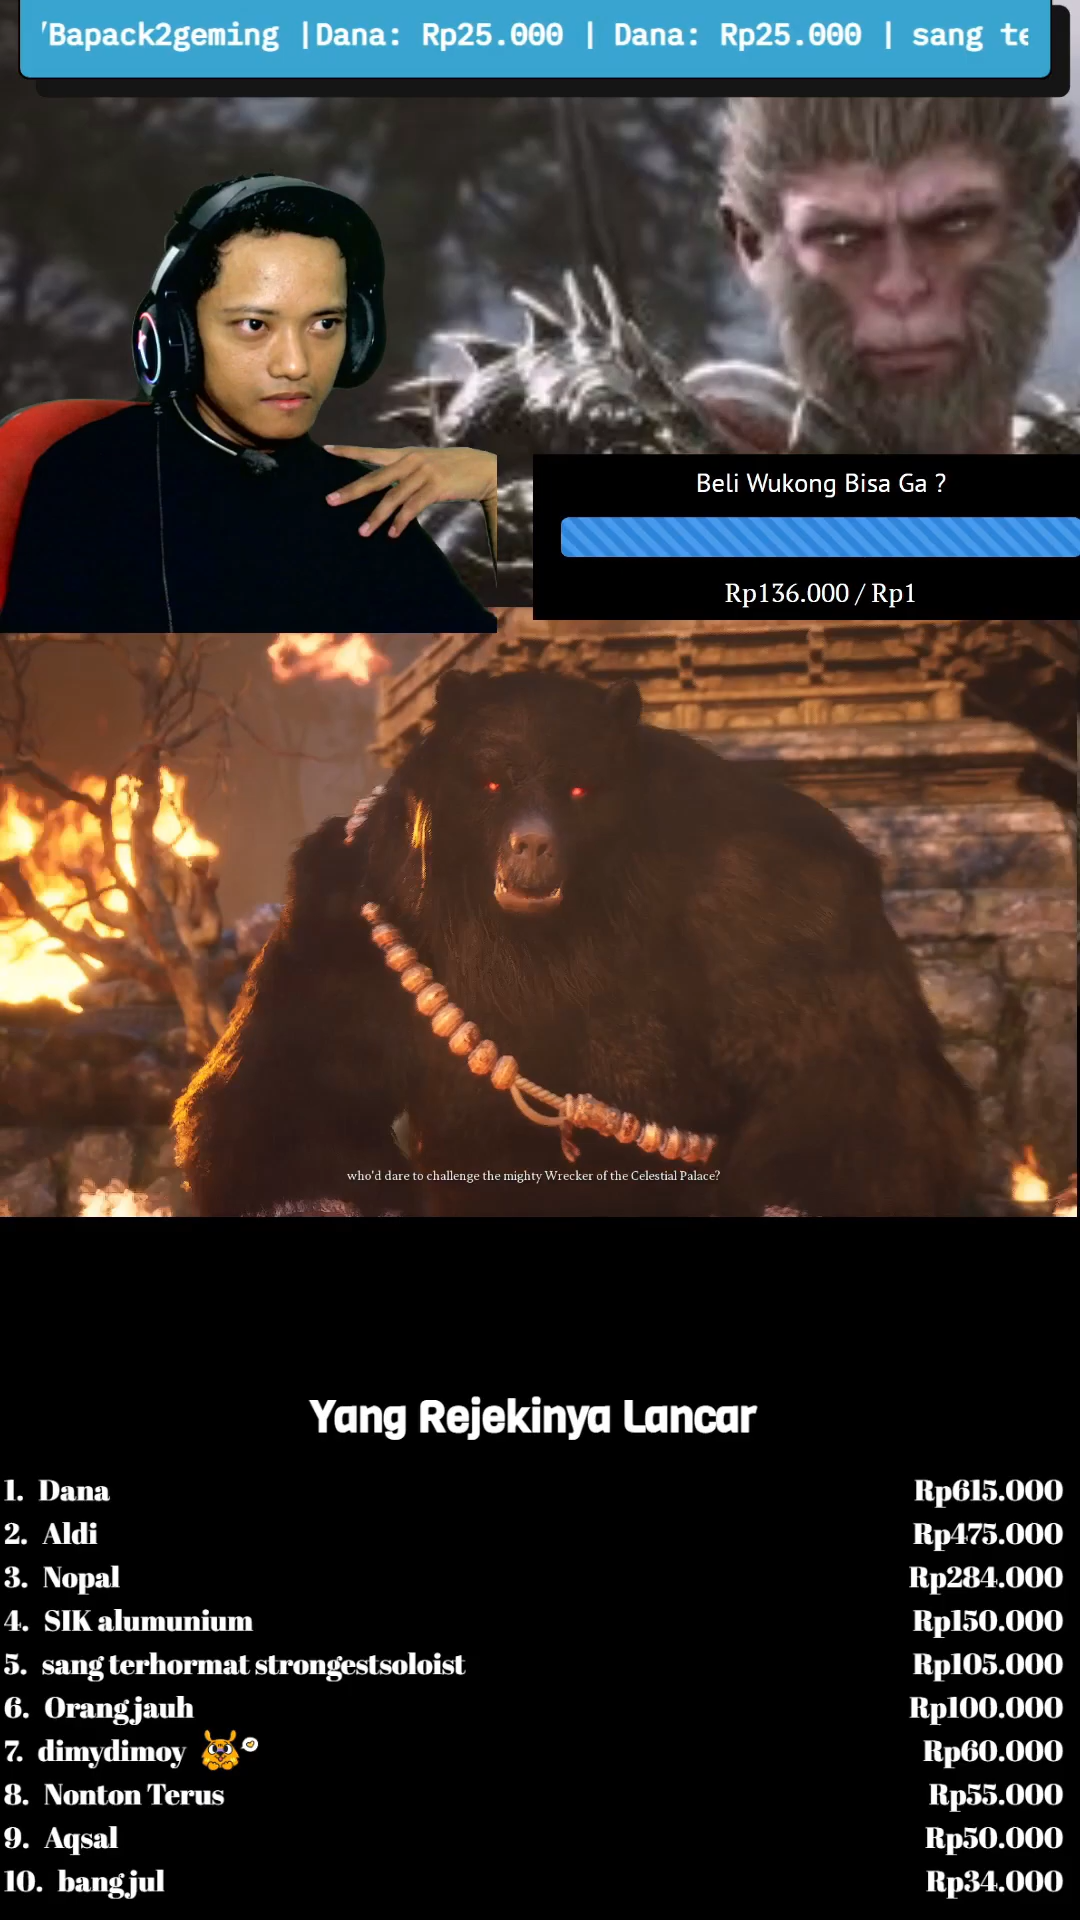 'Bapack2geming |Dana: Rp25.000 | Dana: Rp25.000 | sang te
Beli Wukong Bisa Ga ?
Rp136.000 / Rp1
who'd dare to challenge the mighty Wrecker of the Celestial Palace?
Yang Rejekinya Lancar
1. Dana Rp615.000
2. Aldi Rp475.000
3. Nopal Rp284.000
4. SIK alumunium Rp150.000
5. sang terhormat strongestsoloist Rp105.000
6. Orang jauh Rp100.000
7. dimydimoy Rp60.000
8. Nonton Terus Rp55.000
9. Aqsal Rp50.000
10. bang jul Rp34.000